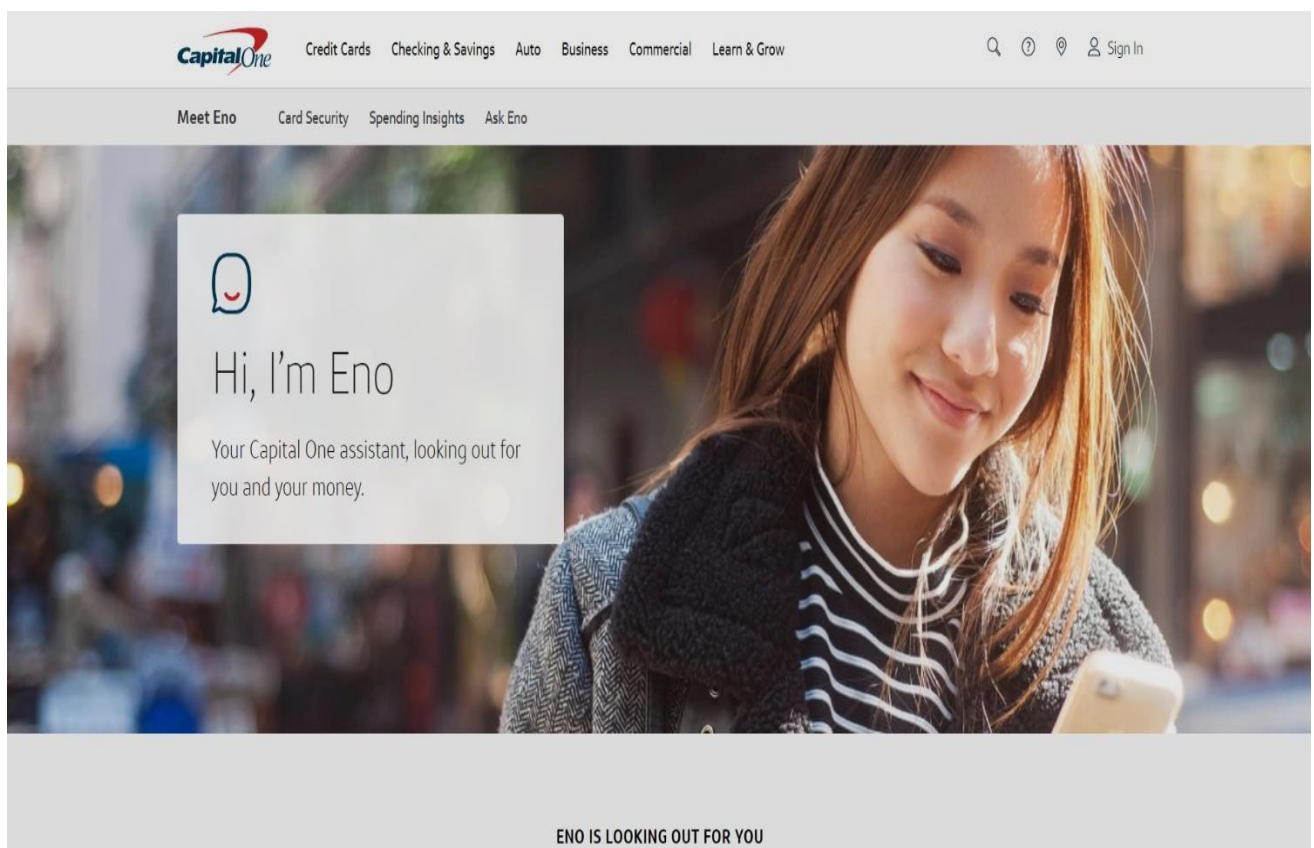 CapitalOne Credit Cards Checking & Savings Auto Business Commercial Learn & Grow Sign In
Meet Eno Card Security Spending Insights Ask Eno
Hi, I'm Eno
Your Capital One assistant, looking out for
you and your money.
ENO IS LOOKING OUT FOR YOU